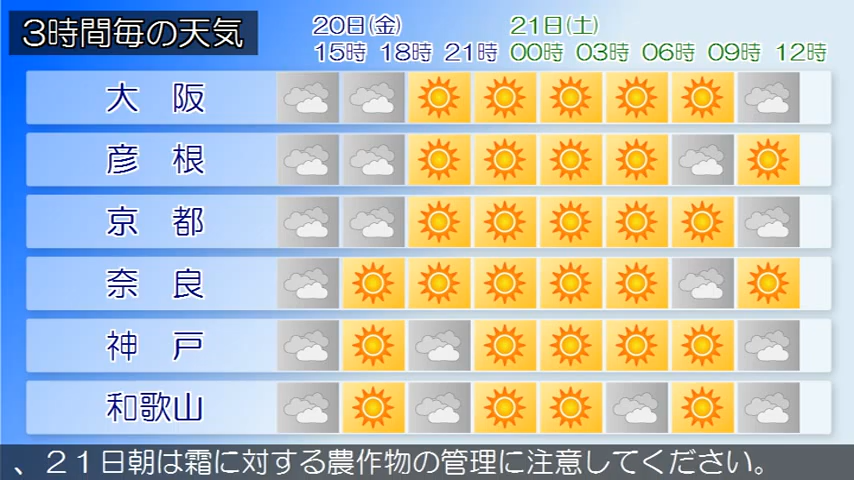 3時間毎の天気
20日(金) 21日(土)
15時 18時 21時 00時 03時 06時 09時 12時
大 阪
彦 根
京 都
奈 良
神 戸
和歌山
、２１日朝は霜に対する農作物の管理に注意してください。